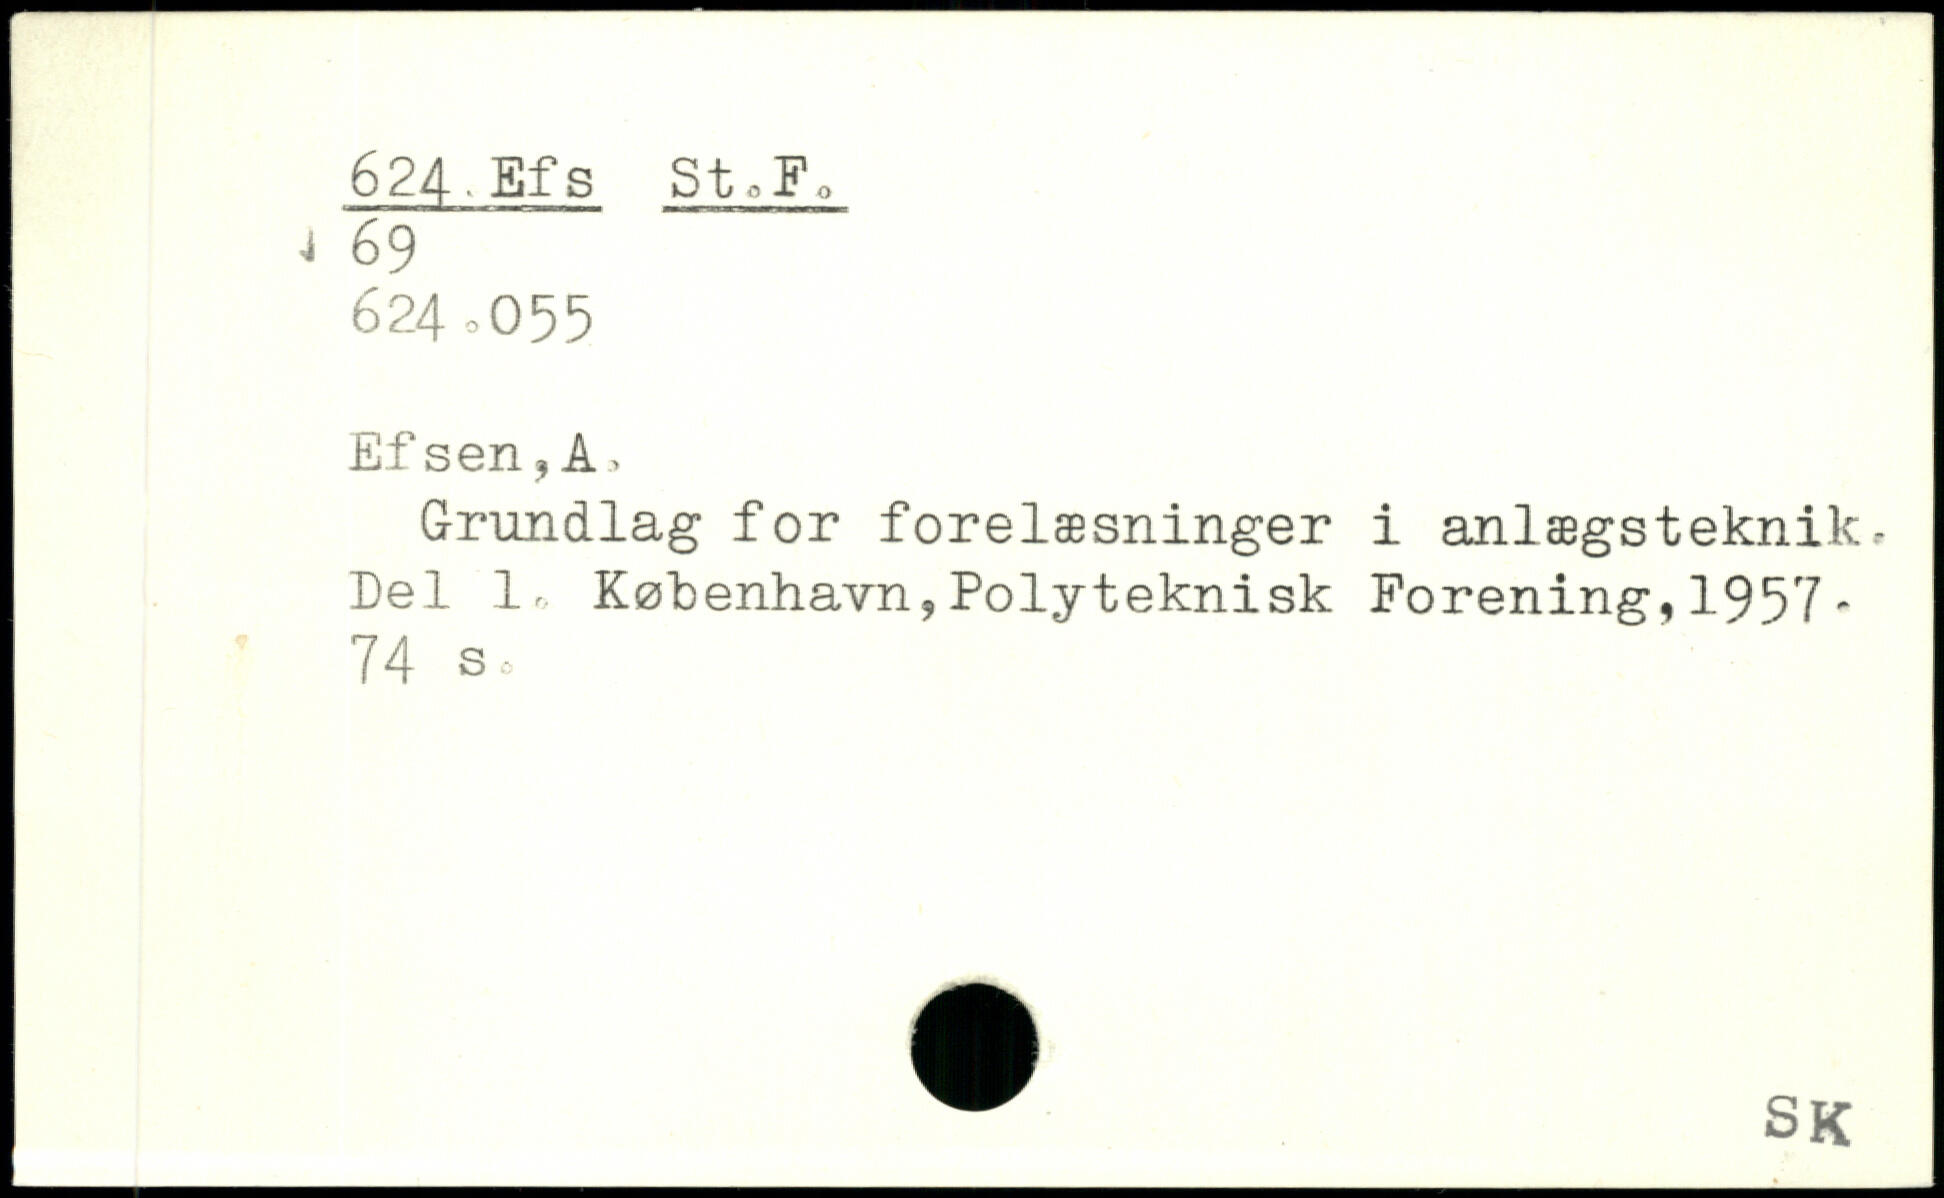 624.Efs St.F.
69
624.055
Efsen,A.
Grundlag for forelæsninger i anlægsteknik.
Del 1. København,Polyteknisk Forening,1957.
74 s.
SK